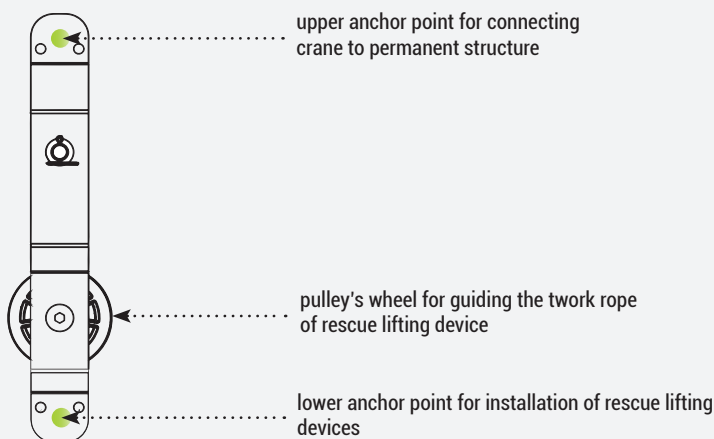 upper anchor point for connecting
crane to permanent structure
pulley's wheel for guiding the twork rope
of rescue lifting device
lower anchor point for installation of rescue lifting
devices